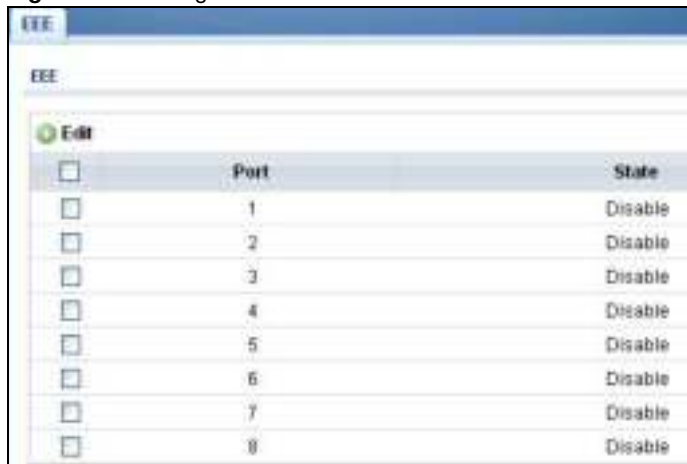 EEE
EEE
Edit
Port State
1 Disable
2 Disable
3 Disable
4 Disable
5 Disable
6 Disable
7 Disable
8 Disable